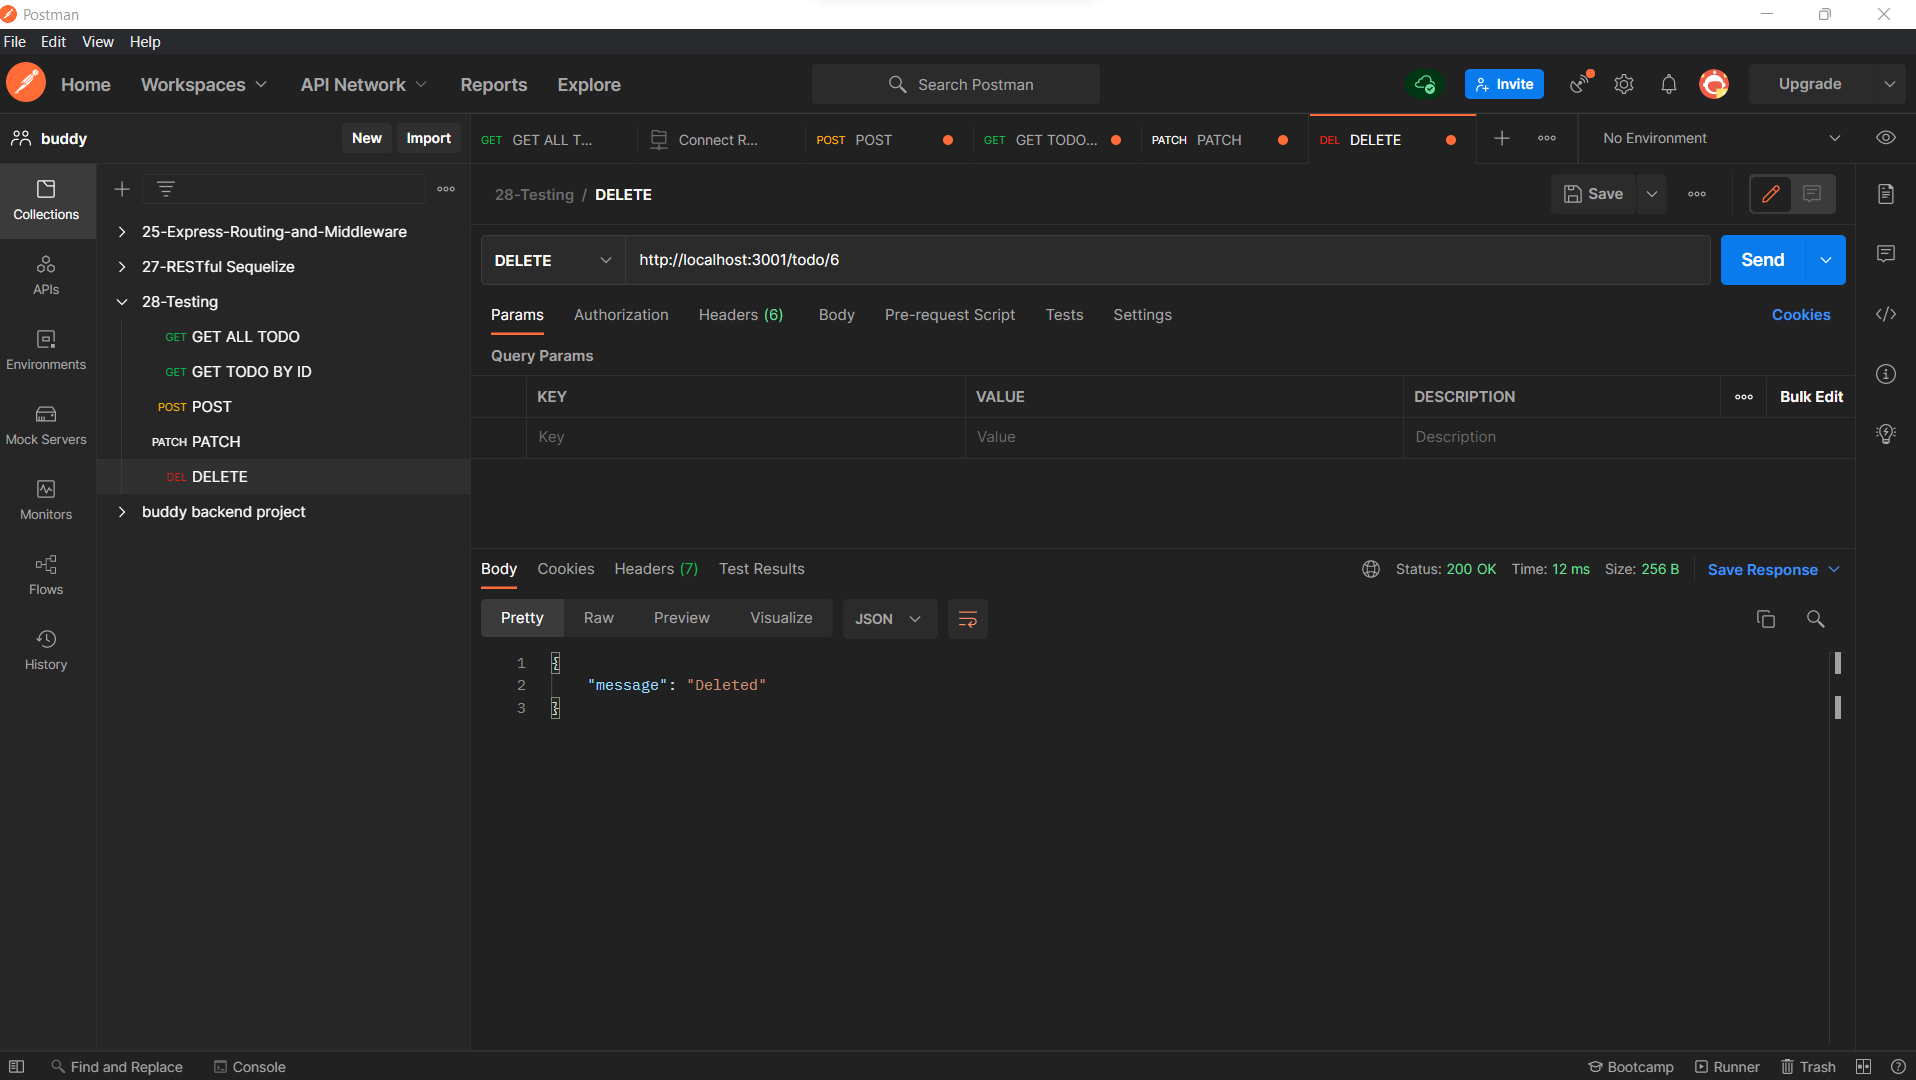 Postman
File Edit View Help
Home Workspaces API Network Reports Explore Search Postman Invite Upgrade
buddy New Import GET GET ALL T... Connect R... POST POST GET GET TODO... PATCH PATCH DEL DELETE No Environment
Collections
APIs
Environments
Mock Servers
Monitors
Flows
History
25-Express-Routing-and-Middleware
27-RESTful Sequelize
28-Testing
GET GET ALL TODO
GET GET TODO BY ID
POST POST
PATCH PATCH
DEL DELETE
buddy backend project
28-Testing / DELETE Save
DELETE http://localhost:3001/todo/6 Send
Params Authorization Headers (6) Body Pre-request Script Tests Settings Cookies
Query Params
KEY VALUE DESCRIPTION Bulk Edit
Key Value Description
Body Cookies Headers (7) Test Results Status: 200 OK Time: 12 ms Size: 256 B Save Response
Pretty Raw Preview Visualize JSON
1 {
2 "message": "Deleted"
3 }
Find and Replace Console Bootcamp Runner Trash